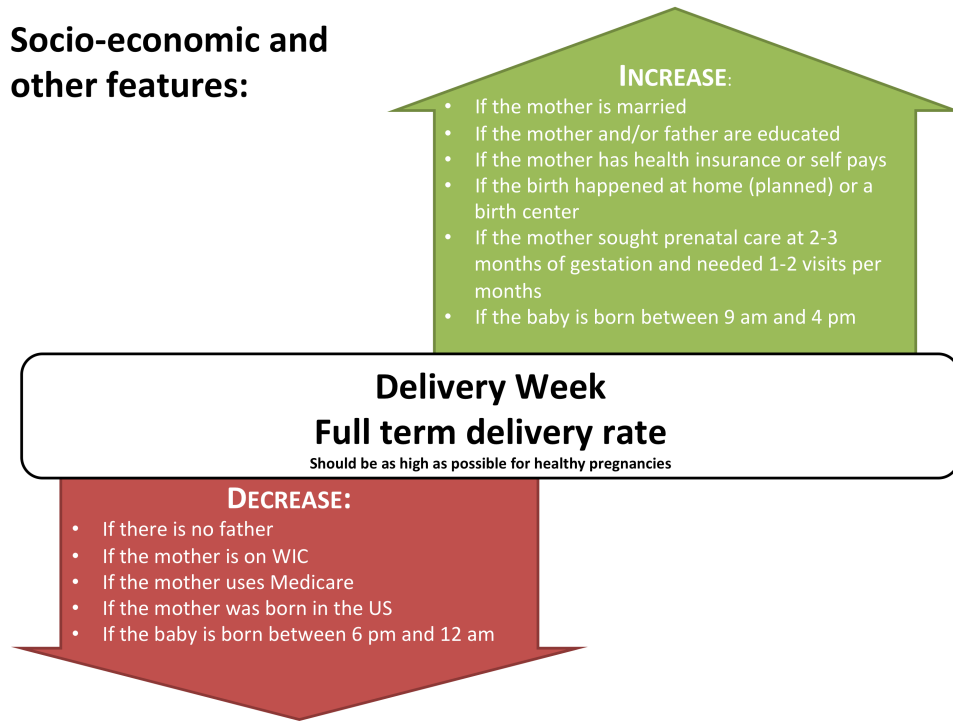 Socio-economic and
other features:
INCREASE:
• If the mother is married
• If the mother and/or father are educated
• If the mother has health insurance or self pays
• If the birth happened at home (planned) or a
birth center
• If the mother sought prenatal care at 2-3
months of gestation and needed 1-2 visits per
months
• If the baby is born between 9 am and 4 pm
Delivery Week
Full term delivery rate
Should be as high as possible for healthy pregnancies
DECREASE:
• If there is no father
• If the mother is on WIC
• If the mother uses Medicare
• If the mother was born in the US
• If the baby is born between 6 pm and 12 am